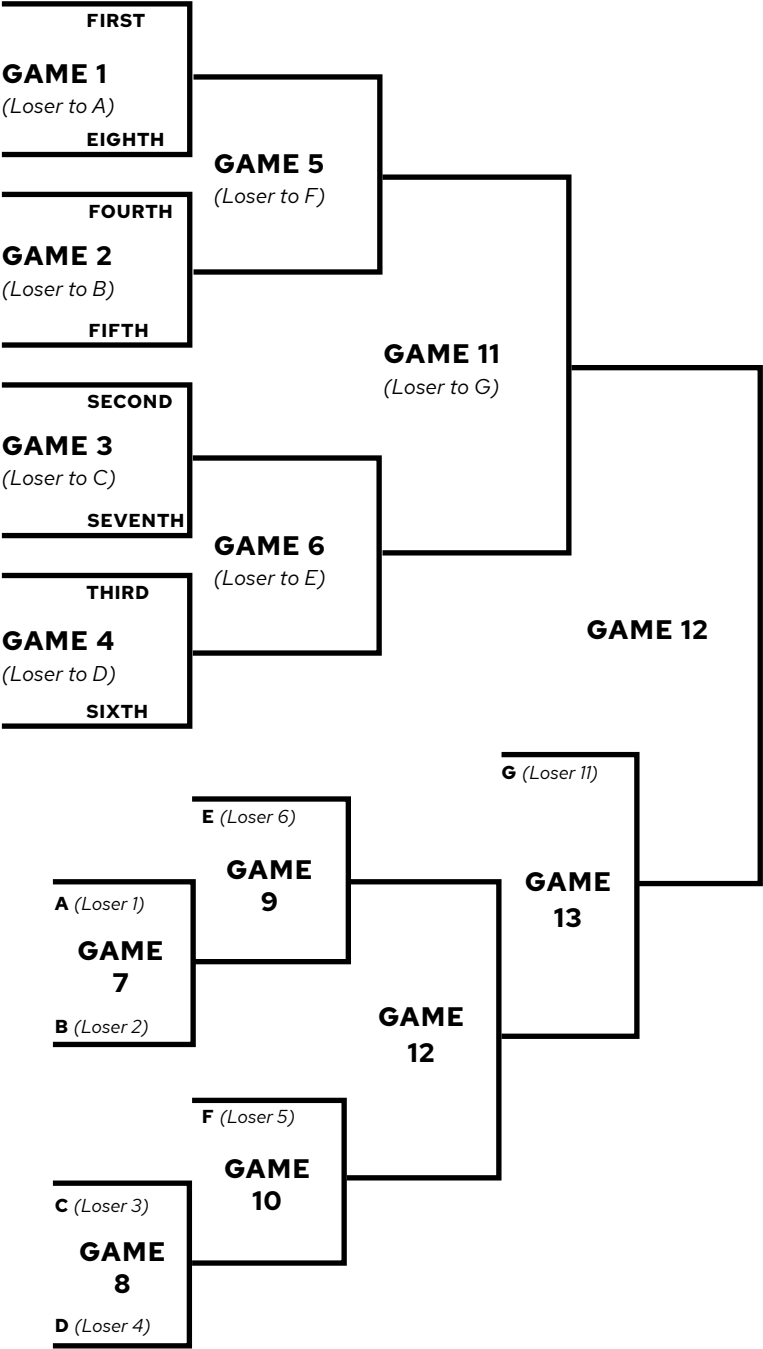 FIRST
GAME 1
(Loser to A)
EIGHTH
GAME 5
(Loser to F)
FOURTH
GAME 2
(Loser to B)
FIFTH
GAME 11
(Loser to G)
SECOND
GAME 3
(Loser to C)
SEVENTH
GAME 6
(Loser to E)
THIRD
GAME 4
(Loser to D)
SIXTH
GAME 12
G (Loser 11)
E (Loser 6)
GAME
9
GAME
13
A (Loser 1)
GAME
7
B (Loser 2)
GAME
12
F (Loser 5)
GAME
10
C (Loser 3)
GAME
8
D (Loser 4)